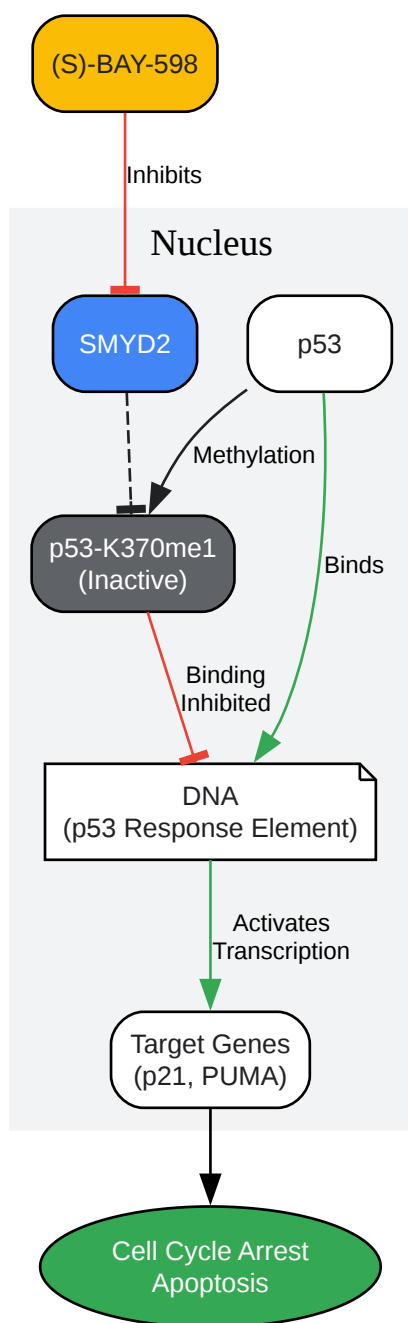 (S)-BAY-598
Inhibits
Nucleus
SMYD2
p53
Methylation
p53-K370me1
(Inactive)
Binds
Binding
Inhibited
DNA
(p53 Response Element)
Activates
Transcription
Target Genes
(p21, PUMA)
Cell Cycle Arrest
Apoptosis